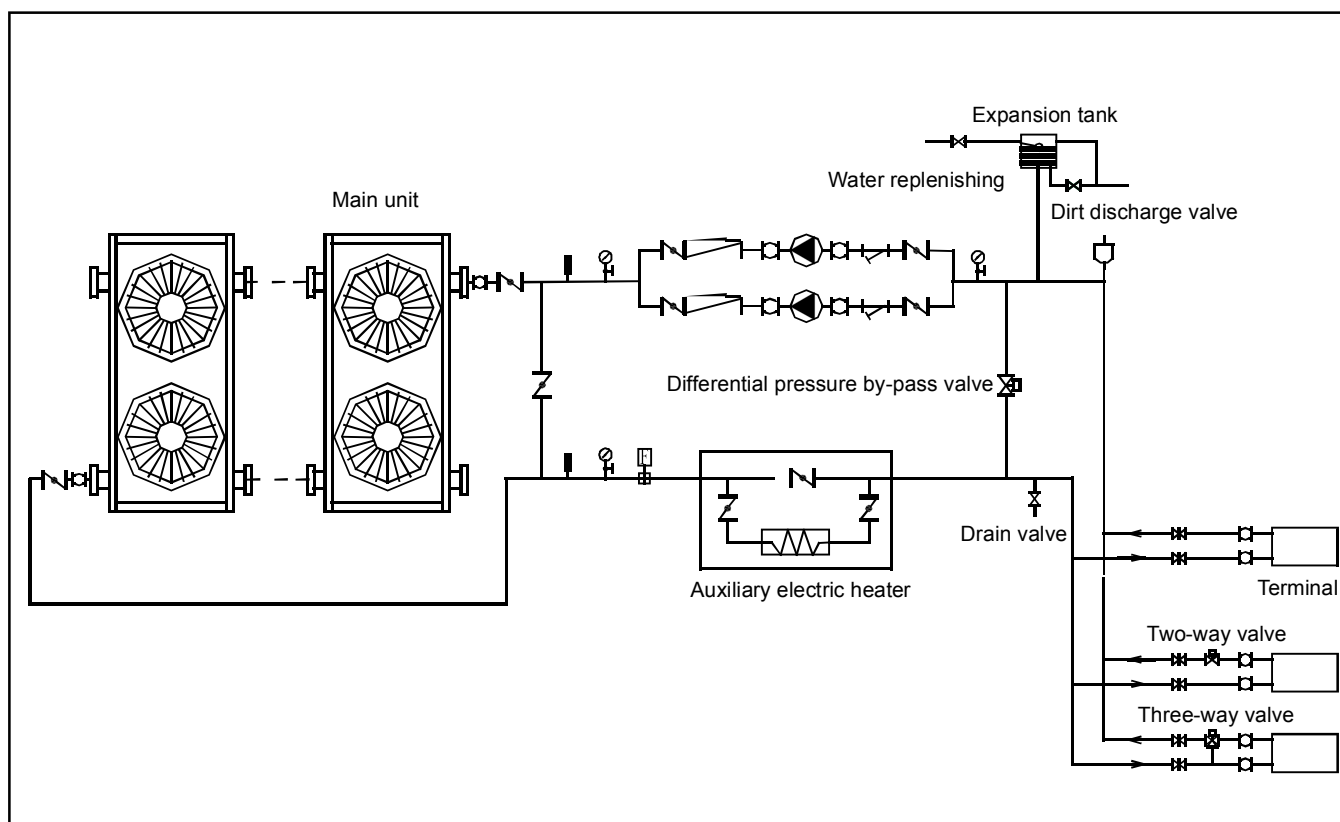 Expansion tank
Water replenishing
Main unit
Dirt discharge valve
Differential pressure by-pass valve
Drain valve
Auxiliary electric heater
Terminal
Two-way valve
Three-way valve